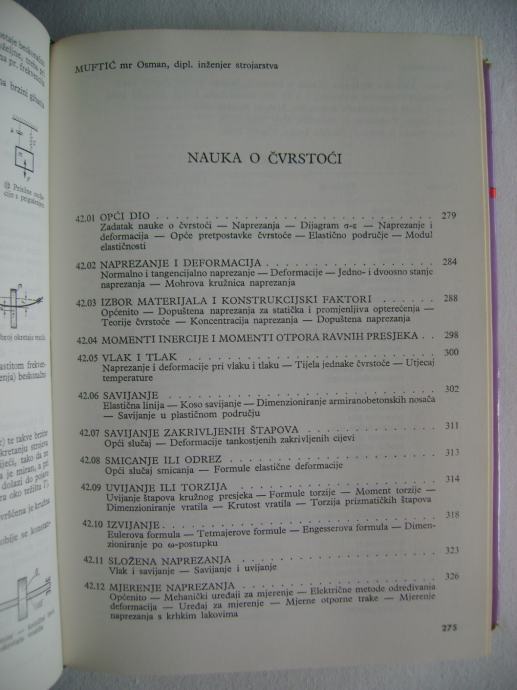 MUFTIĆ mr Osman, dipl. inženjer strojarstva
NAUKA O ČVRSTOĆI
42.01 OPĆI DIO . . . . . . . . . . . . . . . . 279
Zadatak nauke o čvrstoći — Naprezanja — Dijagram σ-ε — Naprezanje i
deformacija — Opće pretpostavke čvrstoće — Elastično područje — Modul
elastičnosti
42.02 NAPREZANJE I DEFORMACIJA . . . . . . . . . . 284
Normalno i tangencijalno naprezanje — Deformacije — Jedno- i dvoosno stanje
naprezanja — Mohrova kružnica naprezanja
42.03 IZBOR MATERIJALA I KONSTRUKCIJSKI FAKTORI . . . . 288
Općenito — Dopuštena naprezanja za statička i promjenljiva opterećenja —
Teorije čvrstoće — Koncentracija naprezanja — Dopuštena naprezanja
42.04 MOMENTI INERCIJE I MOMENTI OTPORA RAVNIH PRESJEKA . . 298
42.05 VLAK I TLAK . . . . . . . . . . . . . . . . 300
Naprezanje i deformacije pri vlaku i tlaku — Tijela jednake čvrstoće — Utjecaj
temperature
42.06 SAVIJANJE . . . . . . . . . . . . . . . . 302
Elastična linija — Koso savijanje — Dimenzioniranje armiranobetonskih nosača
— Savijanje u plastičnom području
42.07 SAVIJANJE ZAKRIVLJENIH ŠTAPOVA . . . . . . . . 311
Opći slučaj — Deformacije tankostjenih zakrivljenih cijevi
42.08 SMICANJE ILI ODREZ . . . . . . . . . . . . 313
Opći slučaj smicanja — Formule elastične deformacije
42.09 UVIJANJE ILI TORZIJA . . . . . . . . . . . . 314
Uvijanje štapova kružnog presjeka — Formule torzije — Moment torzije —
Dimenzioniranje vratila — Krutost vratila — Torzija prizmatičkih štapova
42.10 IZVIJANJE . . . . . . . . . . . . . . . . 318
Eulerova formula — Tetmajerove formule — Engesserova formula — Dimen-
zioniranje po ω-postupku
42.11 SLOŽENA NAPREZANJA . . . . . . . . . . . . 323
Vlak i savijanje — Savijanje i uvijanje
42.12 MJERENJE NAPREZANJA . . . . . . . . . . . . 326
Općenito — Mehanički uređaji za mjerenje — Električne metode određivanja
deformacija — Uređaji za mjerenje — Mjerne otporne trake — Mjerenje
naprezanja s krhkim lakovima
275